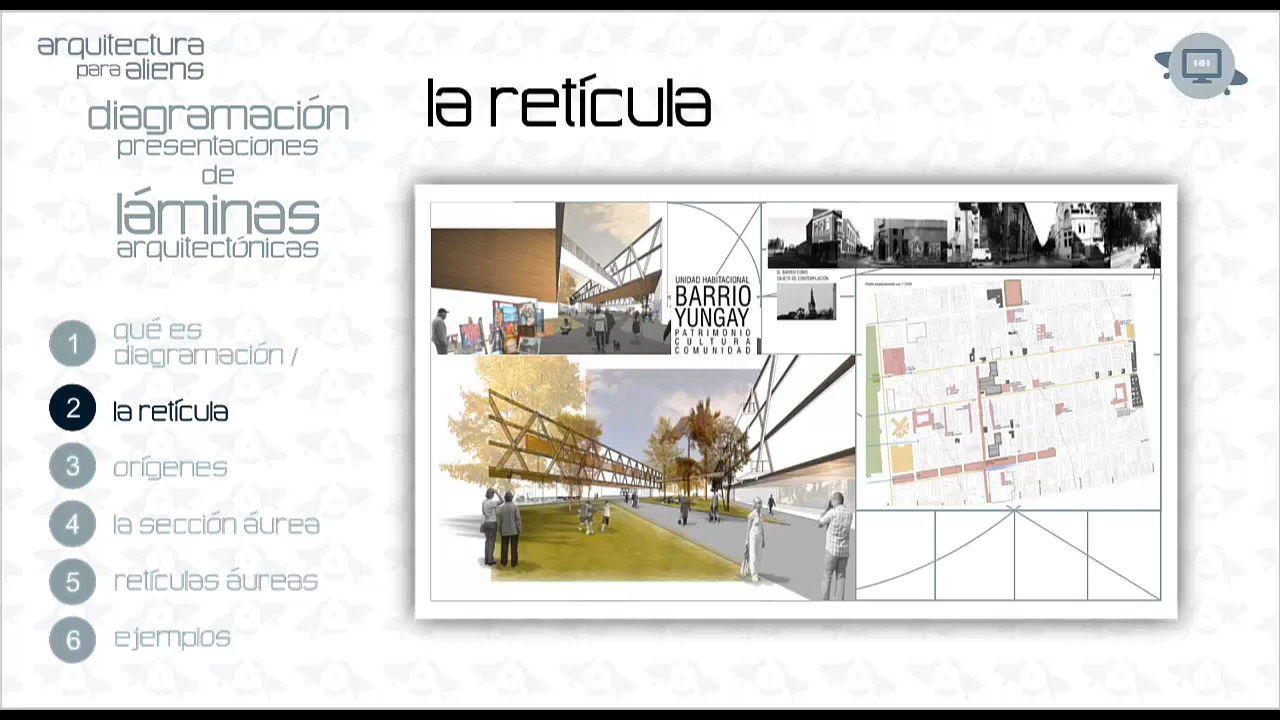 arquitectura
para aliens
diagramación
presentaciones
de
láminas
arquitectónicas
1 qué es
diagramación /
2 la retícula
3 orígenes
4 la sección áurea
5 retículas áureas
6 ejemplos
la retícula
UNIDAD HABITACIONAL
BARRIO
YUNGAY
PATRIMONIO
CULTURA
COMUNIDAD
EL BARRIO COMO
OBJETO DE CONTEMPLACION